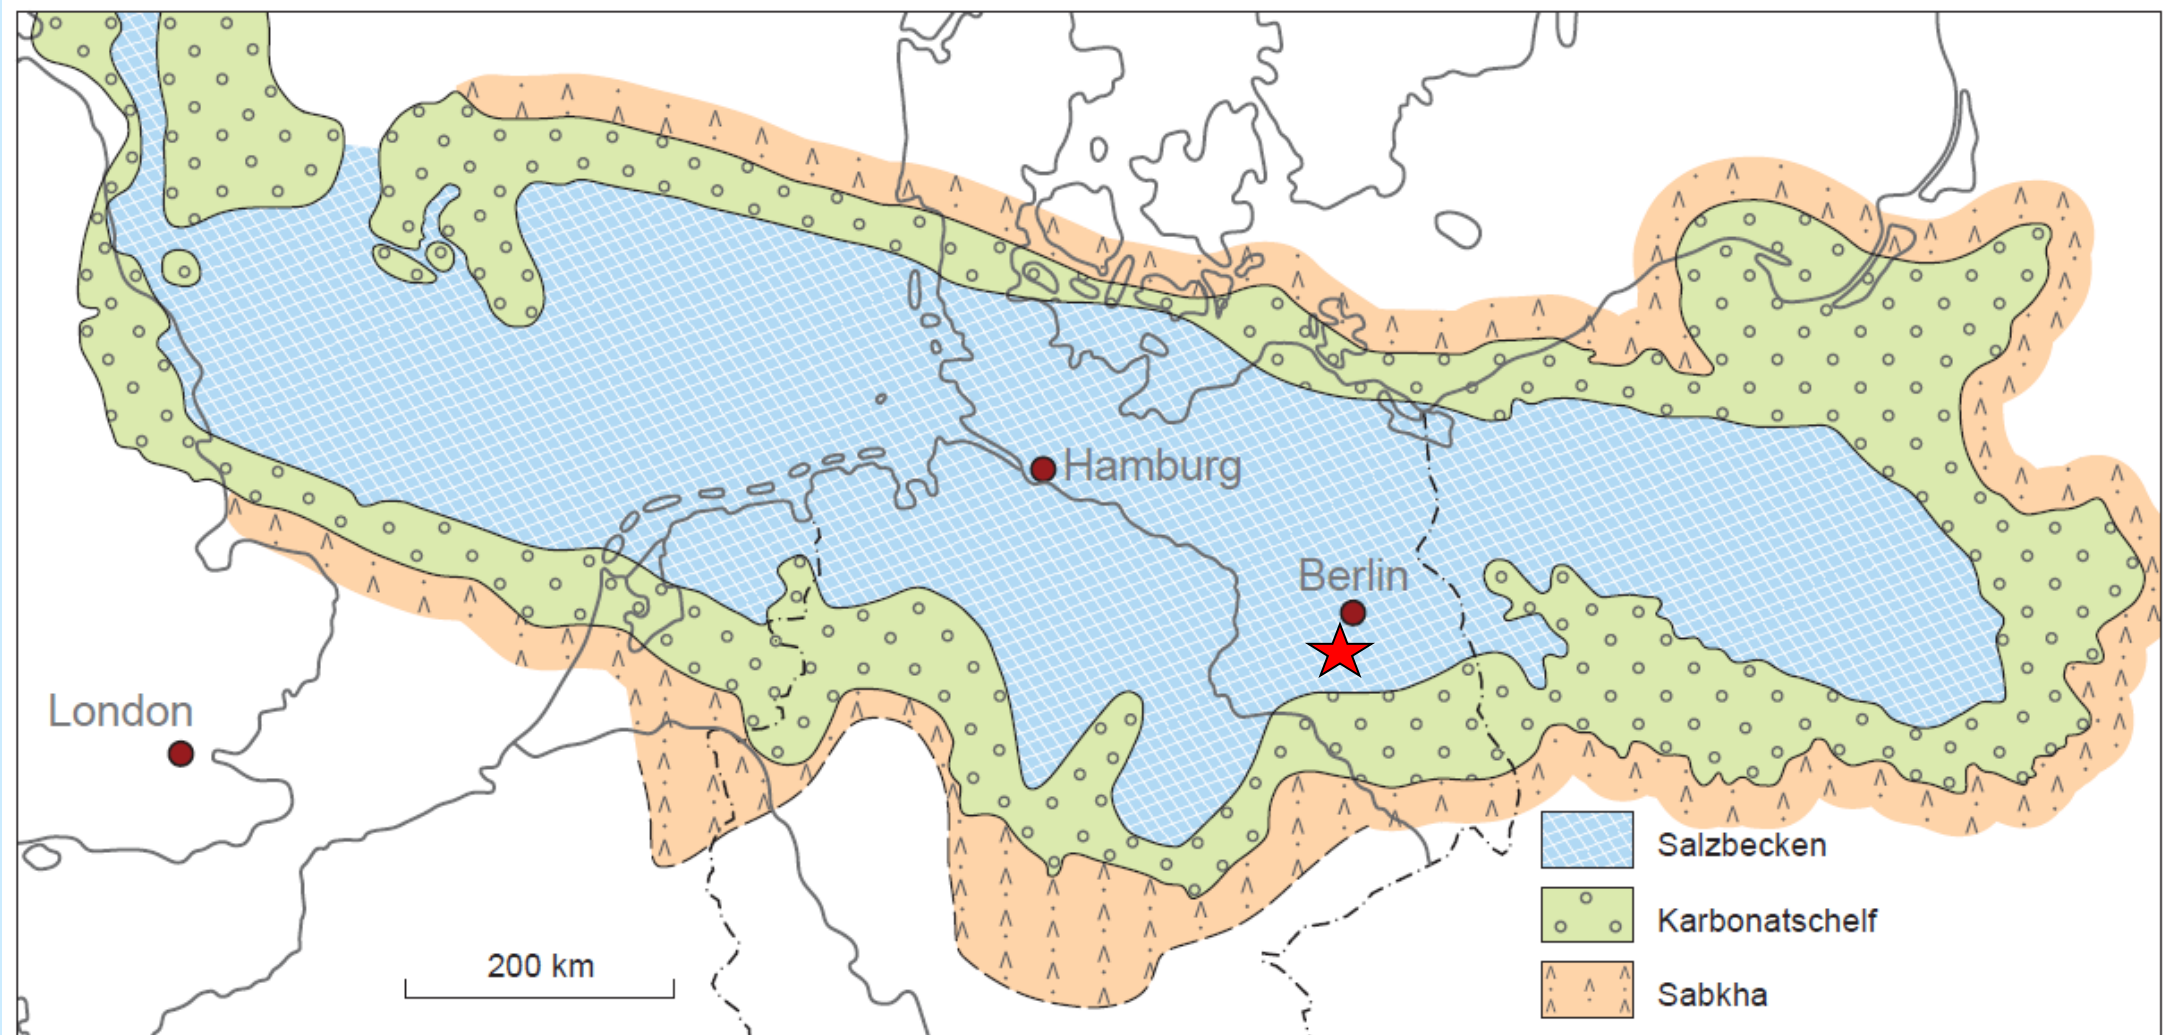 Hamburg
Berlin
London
200 km
Salzbecken
Karbonatschelf
Sabkha